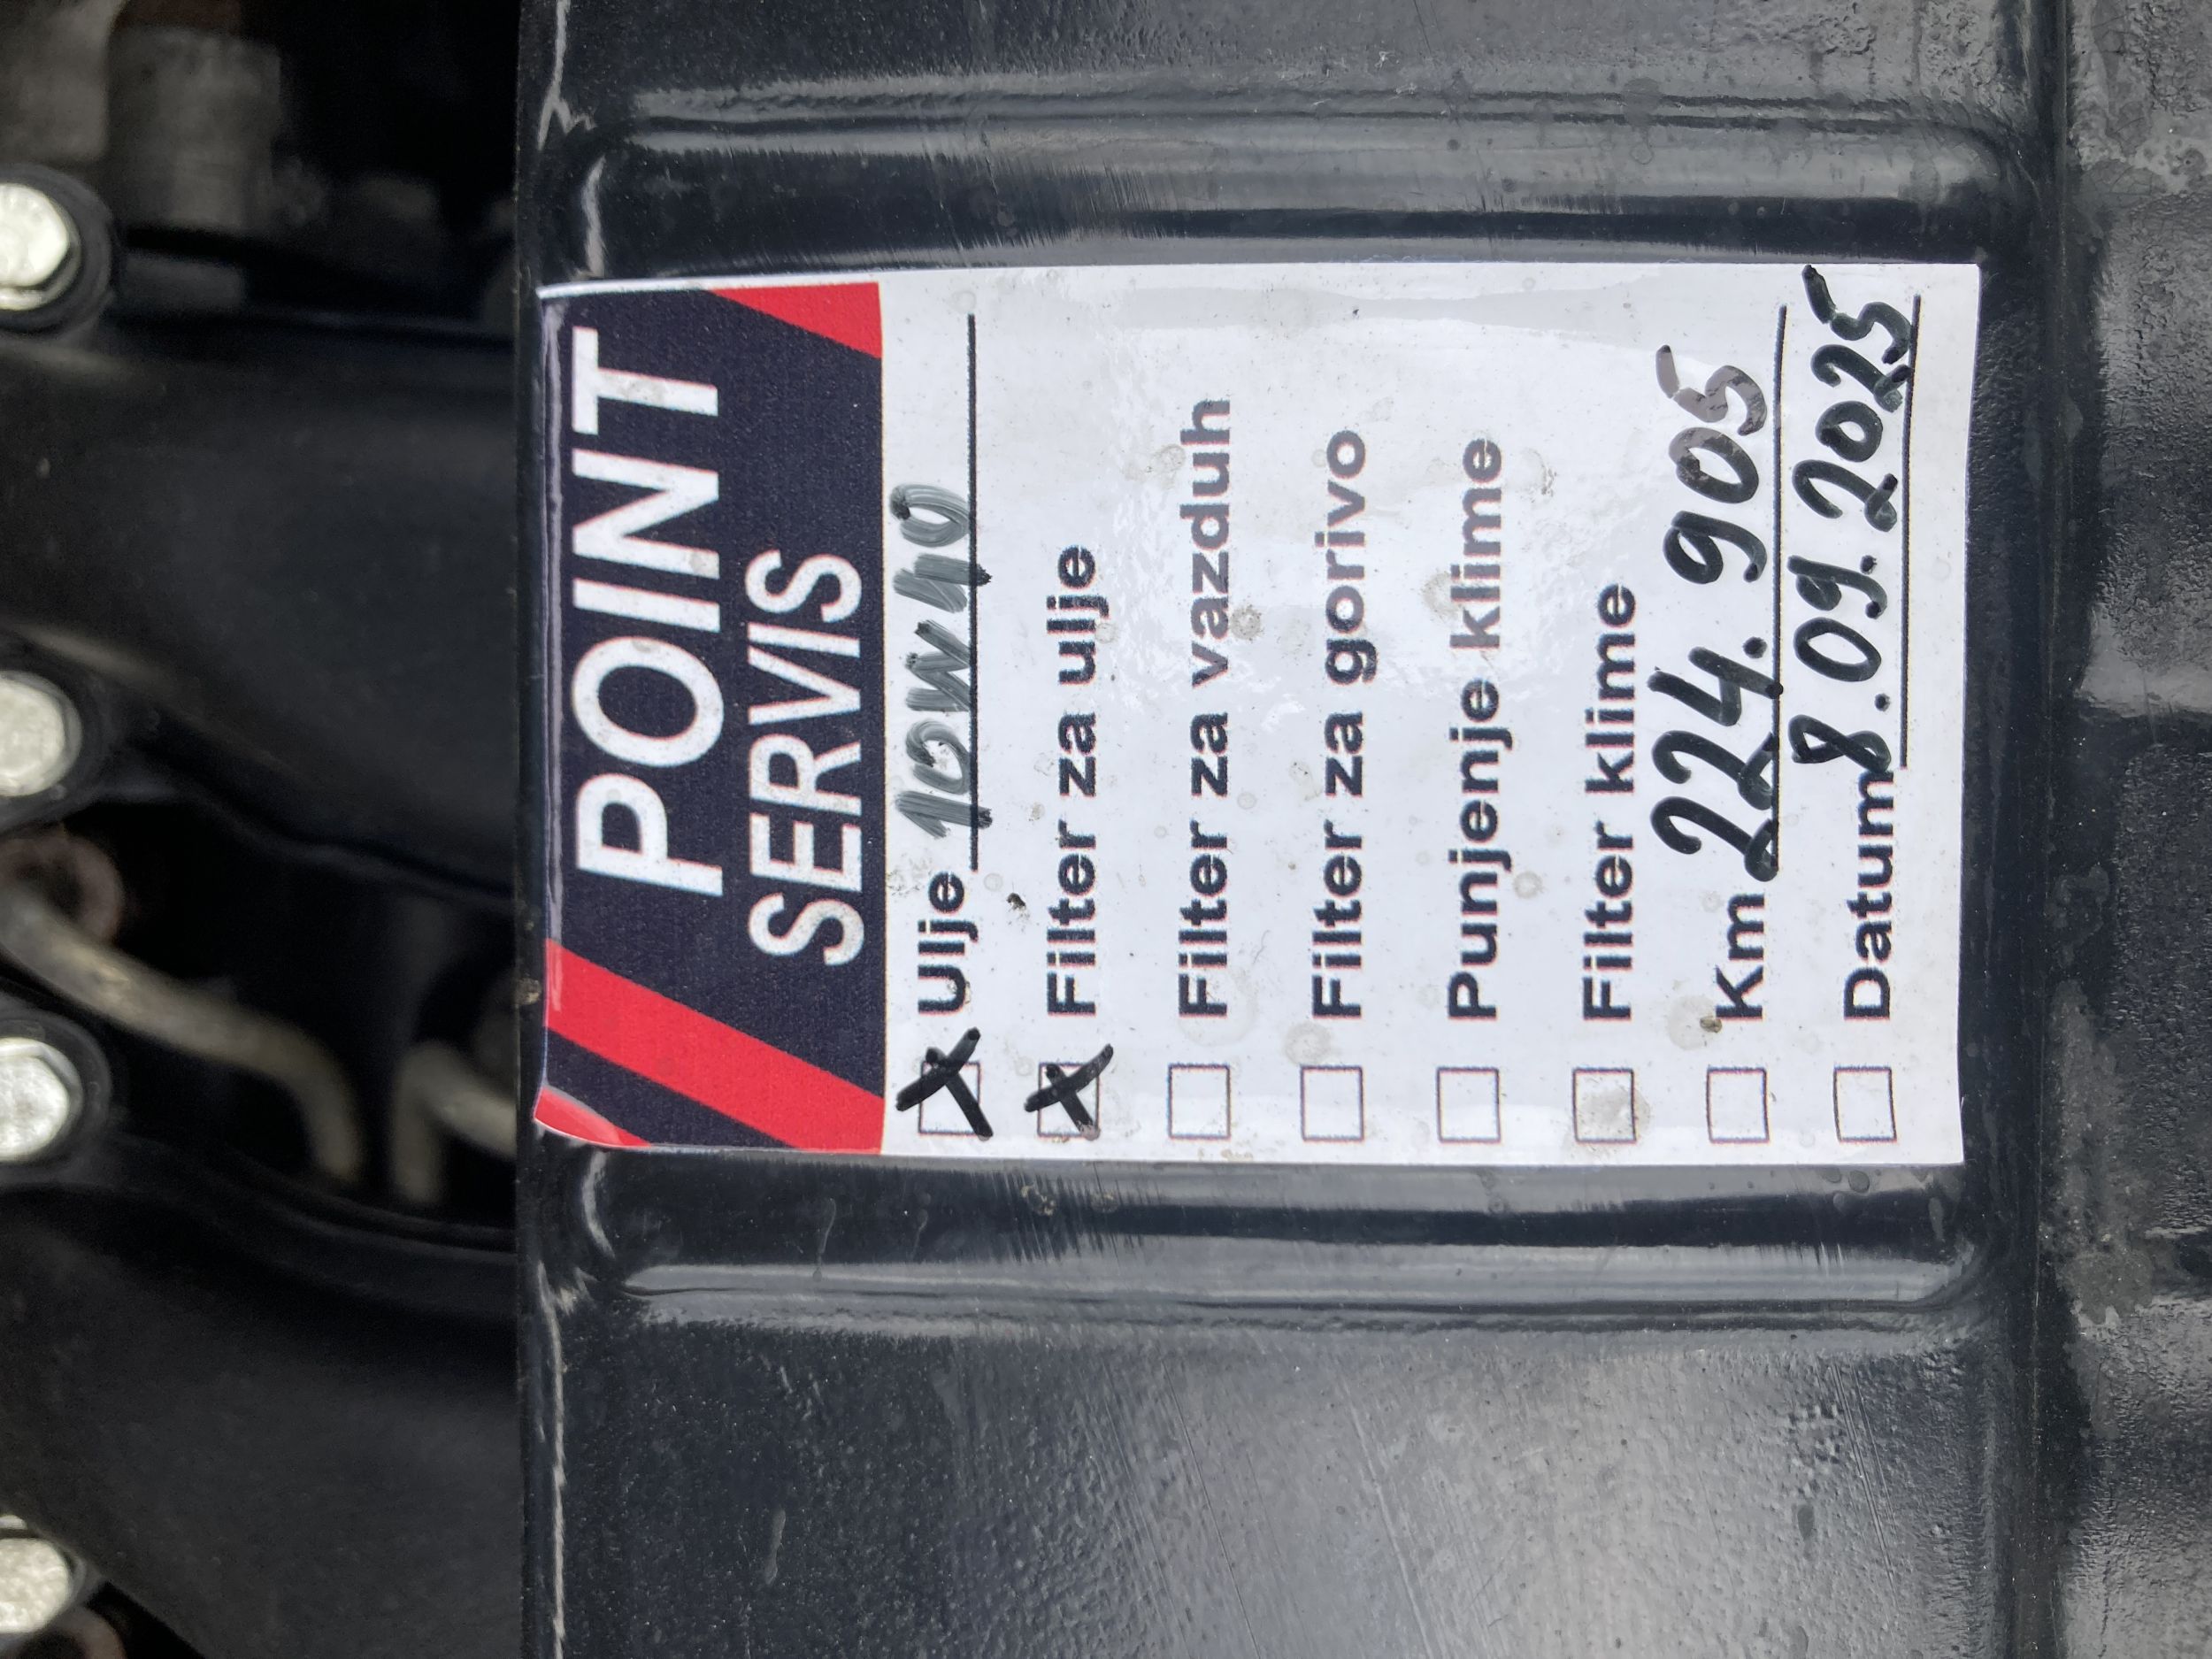 POINT
SERVIS
Ulje 10W40
Filter za ulje
Filter za vazduh
Filter za gorivo
Punjenje klime
Filter klime
Km 224.905
Datum 8.09.2025